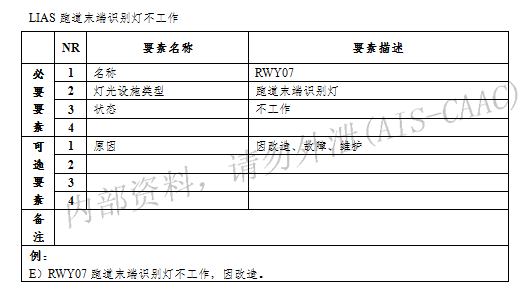 LIAS 跑道末端识别灯不工作
NR 要素名称 要素描述
必要要素
1 名称 RWY07
2 灯光设施类型 跑道末端识别灯
3 状态 不工作
4
可选要素
1 原因 因改造、故障、维护
2
3
4
备注
例：
E）RWY07 跑道末端识别灯不工作，因改造。
内部资料，请勿外泄(AIS-CAAC)